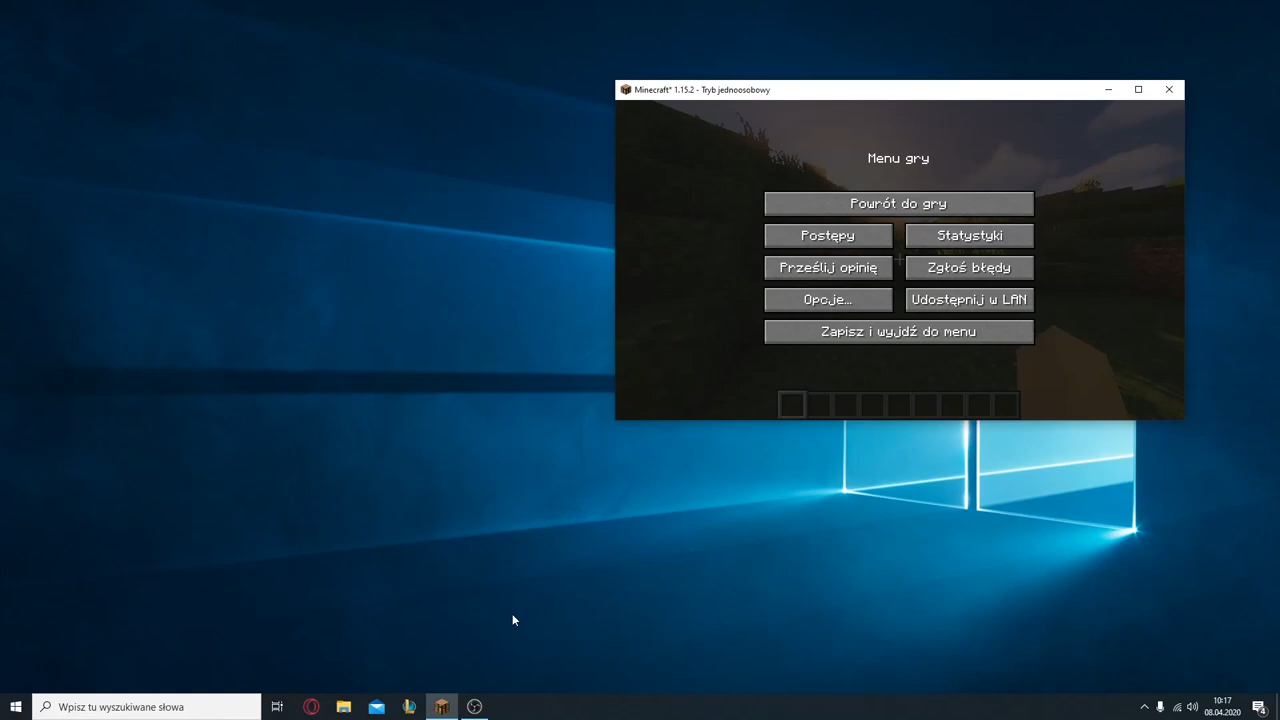 Minecraft* 1.15.2 - Tryb jednoosobowy
Menu gry
Powrót do gry
Postępy
Statystyki
Prześlij opinię
Zgłoś błędy
Opcje...
Udostępnij w LAN
Zapisz i wyjdź do menu
Wpisz tu wyszukiwane słowa
10:17
08.04.2020
4